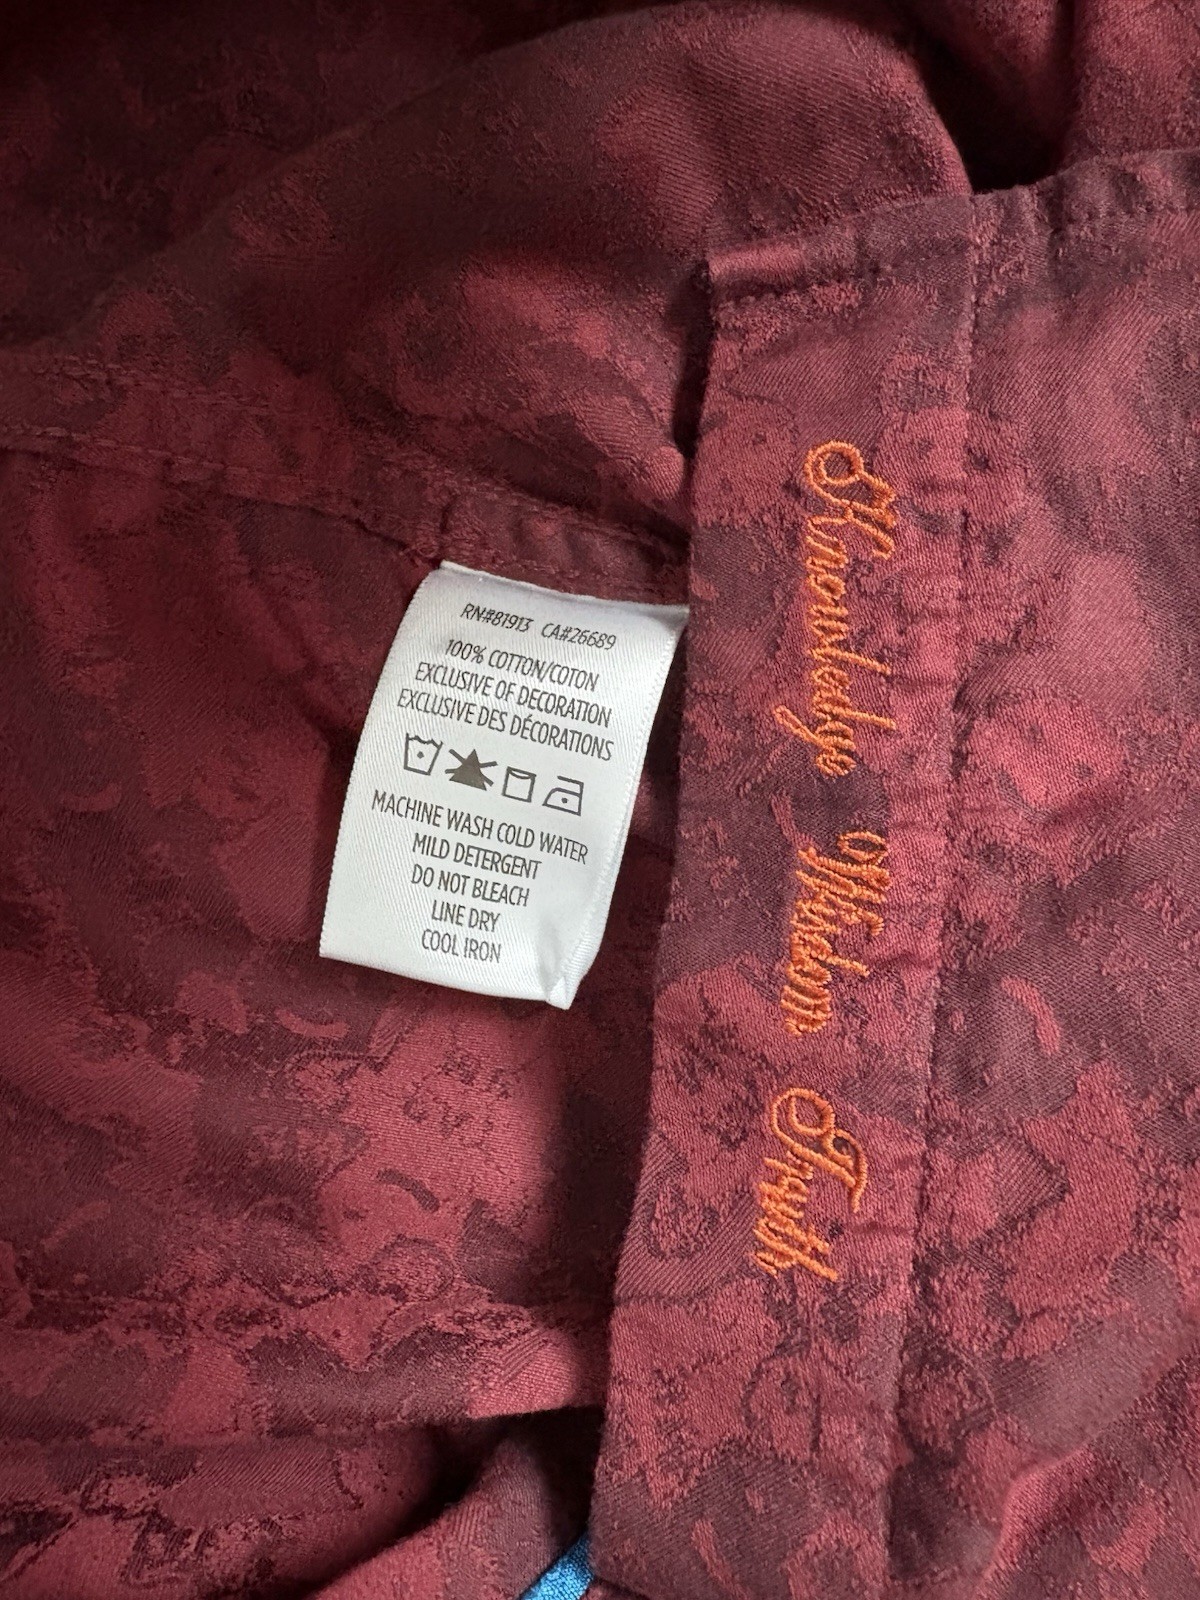 RN#81913 CA#26689
100% COTTON/COTON
EXCLUSIVE OF DECORATION
EXCLUSIVE DES DÉCORATIONS
MACHINE WASH COLD WATER
MILD DETERGENT
DO NOT BLEACH
LINE DRY
COOL IRON
Knowledge Wisdom Truth